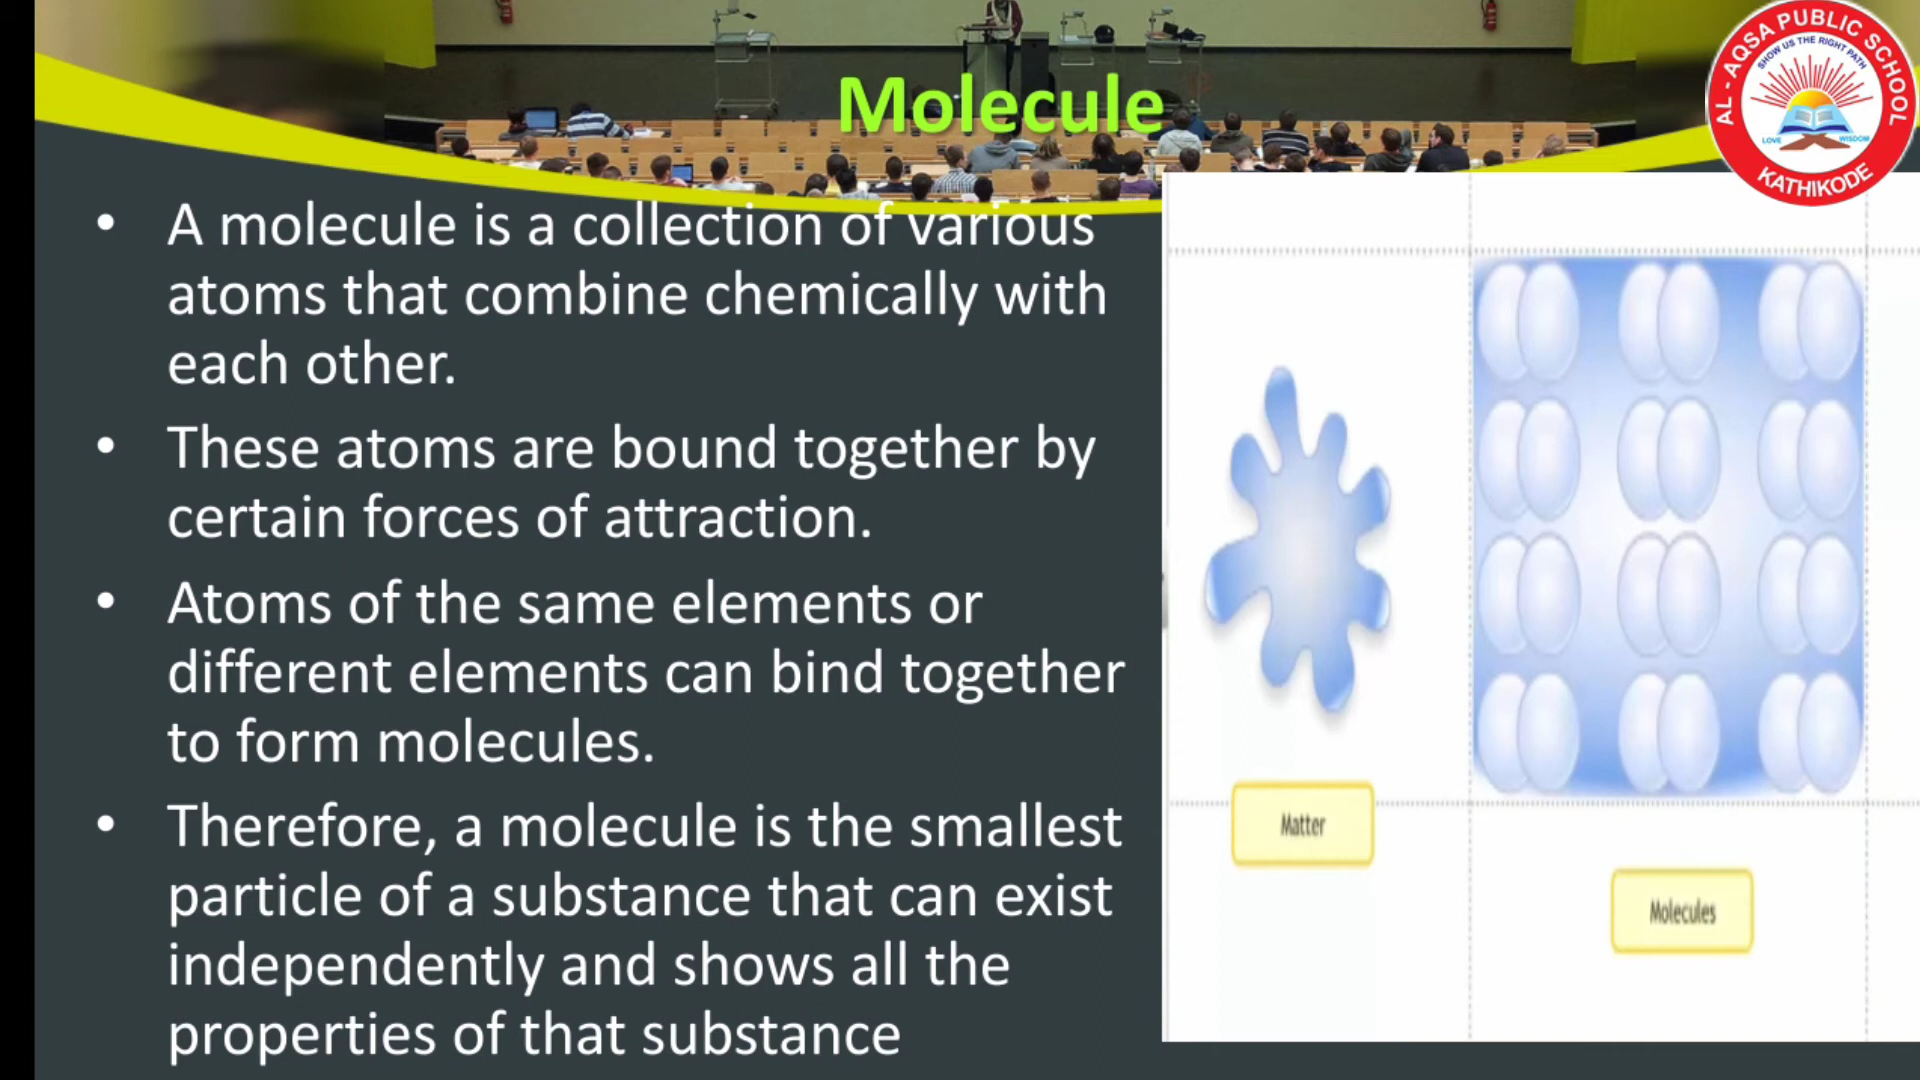 Molecule
AL-AQSA PUBLIC SCHOOL
SHOW US THE RIGHT PATH
LOVE
WISDOM
KATHIKODE
• A molecule is a collection of various
atoms that combine chemically with
each other.
• These atoms are bound together by
certain forces of attraction.
• Atoms of the same elements or
different elements can bind together
to form molecules.
• Therefore, a molecule is the smallest
particle of a substance that can exist
independently and shows all the
properties of that substance
Matter
Molecules